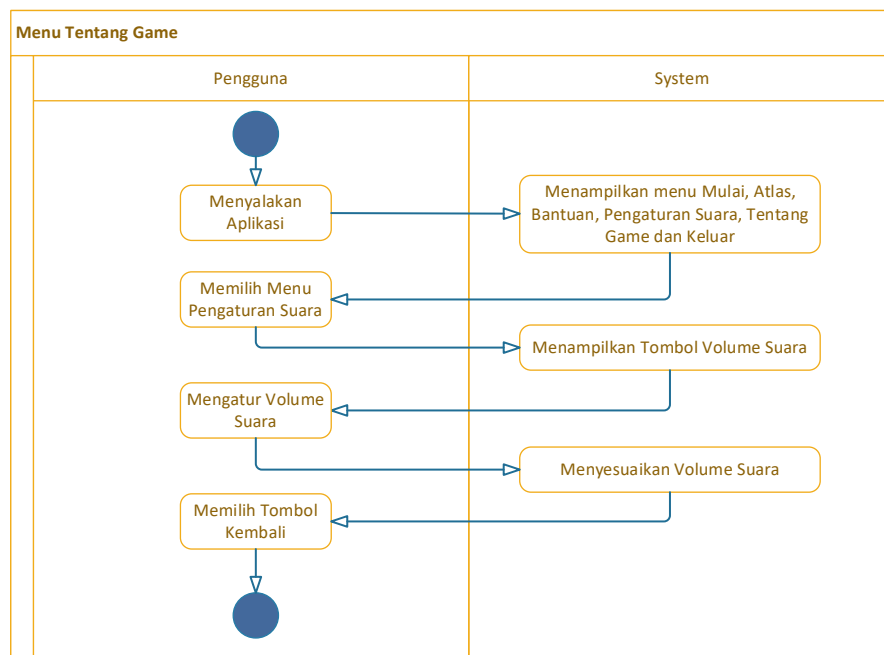 Menu Tentang Game
Pengguna
System
Menyalakan
Aplikasi
Menampilkan menu Mulai, Atlas,
Bantuan, Pengaturan Suara, Tentang
Game dan Keluar
Memilih Menu
Pengaturan Suara
Menampilkan Tombol Volume Suara
Mengatur Volume
Suara
Menyesuaikan Volume Suara
Memilih Tombol
Kembali